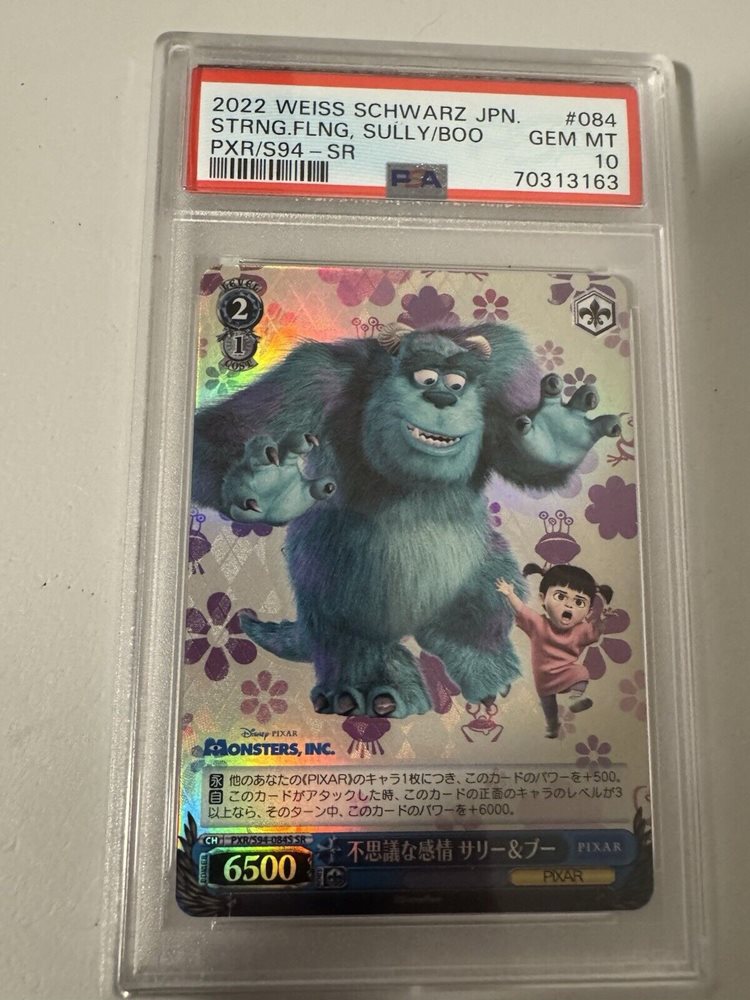 2022 WEISS SCHWARZ JPN. #084
STRNG.FLNG, SULLY/BOO GEM MT
PXR/S94-SR 10
PSA 70313163
LEVEL
2
1
COST
Disney·PIXAR
MONSTERS, INC.
永 他のあなたの《PIXAR》のキャラ1枚につき、このカードのパワーを+500。
自 このカードがアタックした時、このカードの正面のキャラのレベルが3
以上なら、そのターン中、このカードのパワーを+6000。
CH PXR/S94-084S SR
不思議な感情 サリー&ブー PIXAR
POWER 6500
PIXAR